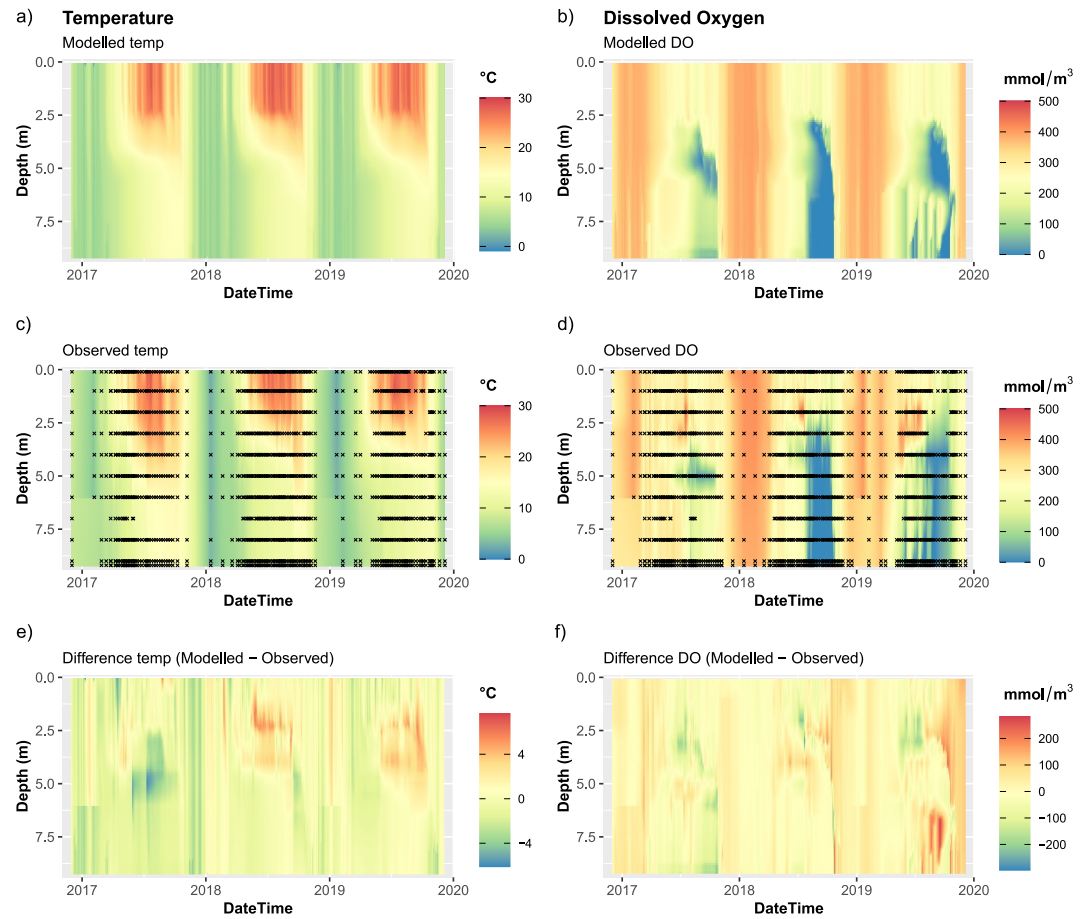 a) Temperature
Modelled temp
0.0
2.5
5.0
7.5
Depth (m)
2017 2018 2019 2020
DateTime
°C
30
20
10
0
b) Dissolved Oxygen
Modelled DO
0.0
2.5
5.0
7.5
Depth (m)
2017 2018 2019 2020
DateTime
mmol/m³
500
400
300
200
100
0
c)
Observed temp
0.0
2.5
5.0
7.5
Depth (m)
2017 2018 2019 2020
DateTime
°C
30
20
10
0
d)
Observed DO
0.0
2.5
5.0
7.5
Depth (m)
2017 2018 2019 2020
DateTime
mmol/m³
500
400
300
200
100
0
e)
Difference temp (Modelled − Observed)
0.0
2.5
5.0
7.5
Depth (m)
2017 2018 2019 2020
DateTime
°C
4
0
−4
f)
Difference DO (Modelled − Observed)
0.0
2.5
5.0
7.5
Depth (m)
2017 2018 2019 2020
DateTime
mmol/m³
200
100
0
−100
−200